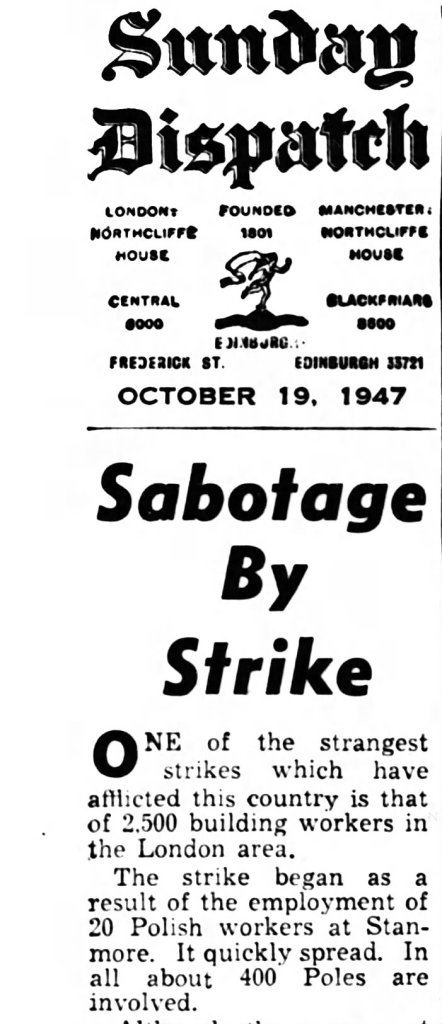 Sunday
Dispatch
LONDON: FOUNDED MANCHESTER:
NORTHCLIFFE 1801 NORTHCLIFFE
HOUSE HOUSE
CENTRAL BLACKFRIARS
6000 8600
EDINBURG
FREDERICK ST. EDINBURGH 33721
OCTOBER 19, 1947
Sabotage
By
Strike
ONE of the strangest
strikes which have
afflicted this country is that
of 2,500 building workers in
the London area.
The strike began as a
result of the employment of
20 Polish workers at Stan-
more. It quickly spread. In
all about 400 Poles are
involved.